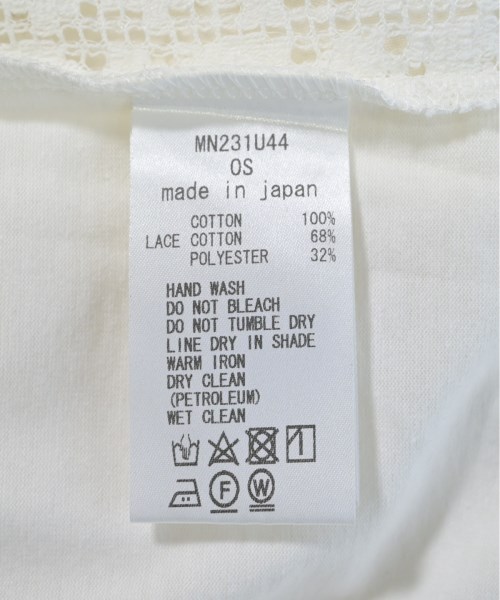 MN231U44
OS
made in japan
COTTON 100%
LACE COTTON 68%
POLYESTER 32%
HAND WASH
DO NOT BLEACH
DO NOT TUMBLE DRY
LINE DRY IN SHADE
WARM IRON
DRY CLEAN
(PETROLEUM)
WET CLEAN
F W